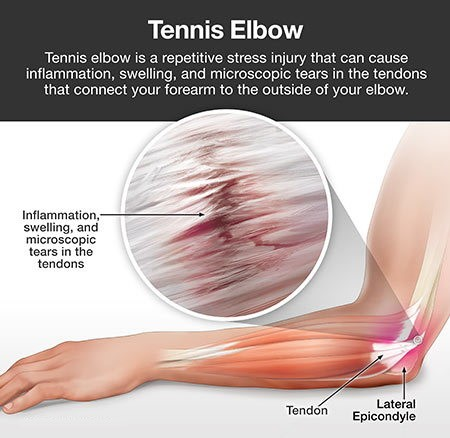 Tennis Elbow
Tennis elbow is a repetitive stress injury that can cause
inflammation, swelling, and microscopic tears in the tendons
that connect your forearm to the outside of your elbow.
Inflammation,
swelling, and
microscopic
tears in the
tendons
Tendon
Lateral
Epicondyle